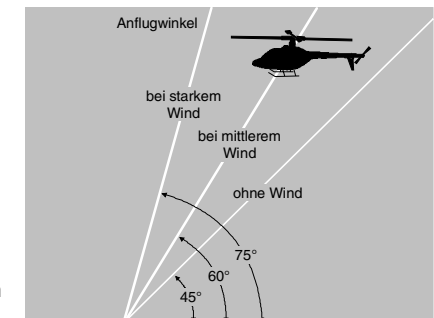 Anflugwinkel
bei starkem
Wind
bei mittlerem
Wind
ohne Wind
75°
60°
45°